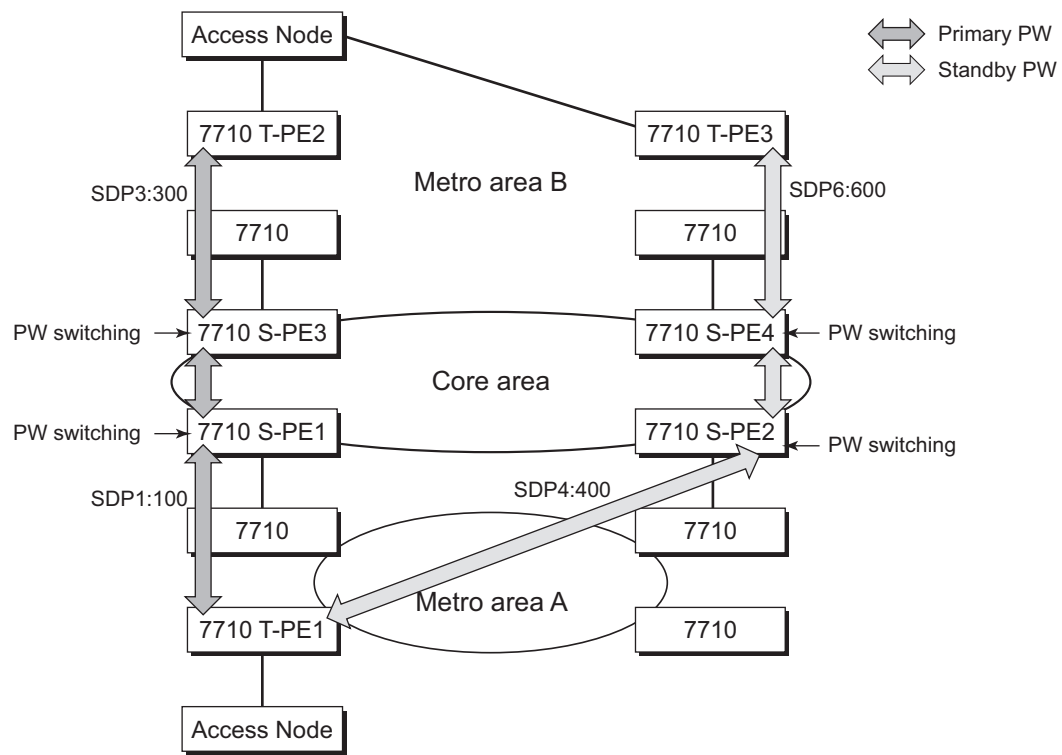 Access Node
Primary PW
Standby PW
7710 T-PE2
7710 T-PE3
Metro area B
SDP3:300
SDP6:600
7710
7710
PW switching
7710 S-PE3
7710 S-PE4
PW switching
Core area
PW switching
7710 S-PE1
7710 S-PE2
PW switching
SDP1:100
SDP4:400
7710
7710
Metro area A
7710 T-PE1
7710
Access Node